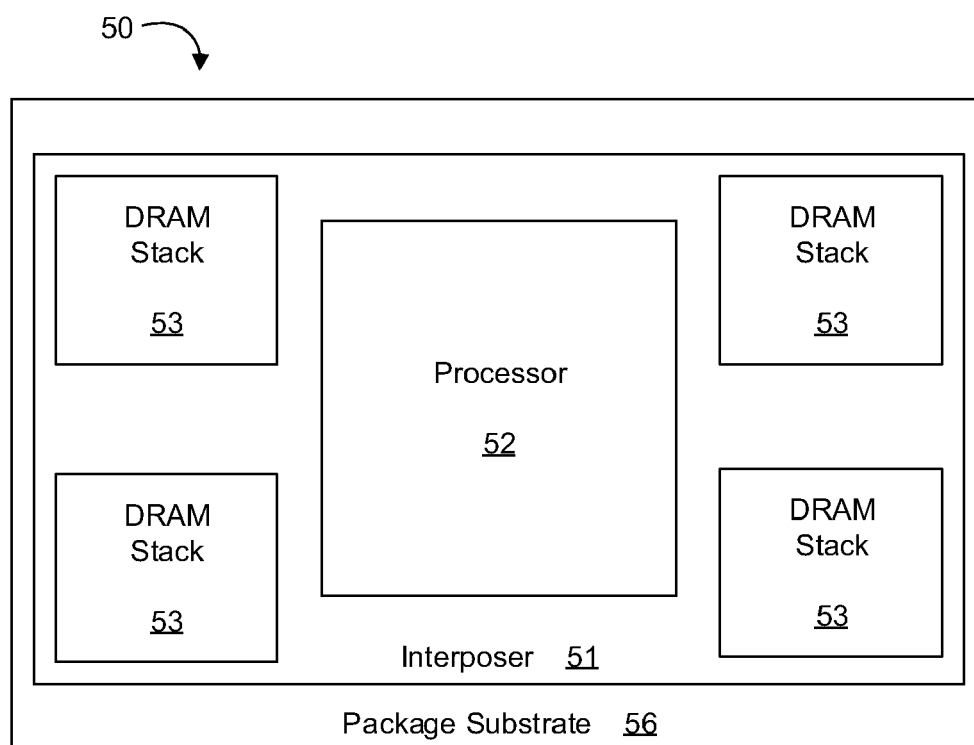 50
DRAM
Stack
53
DRAM
Stack
53
Processor
52
DRAM
Stack
53
DRAM
Stack
53
Interposer 51
Package Substrate 56